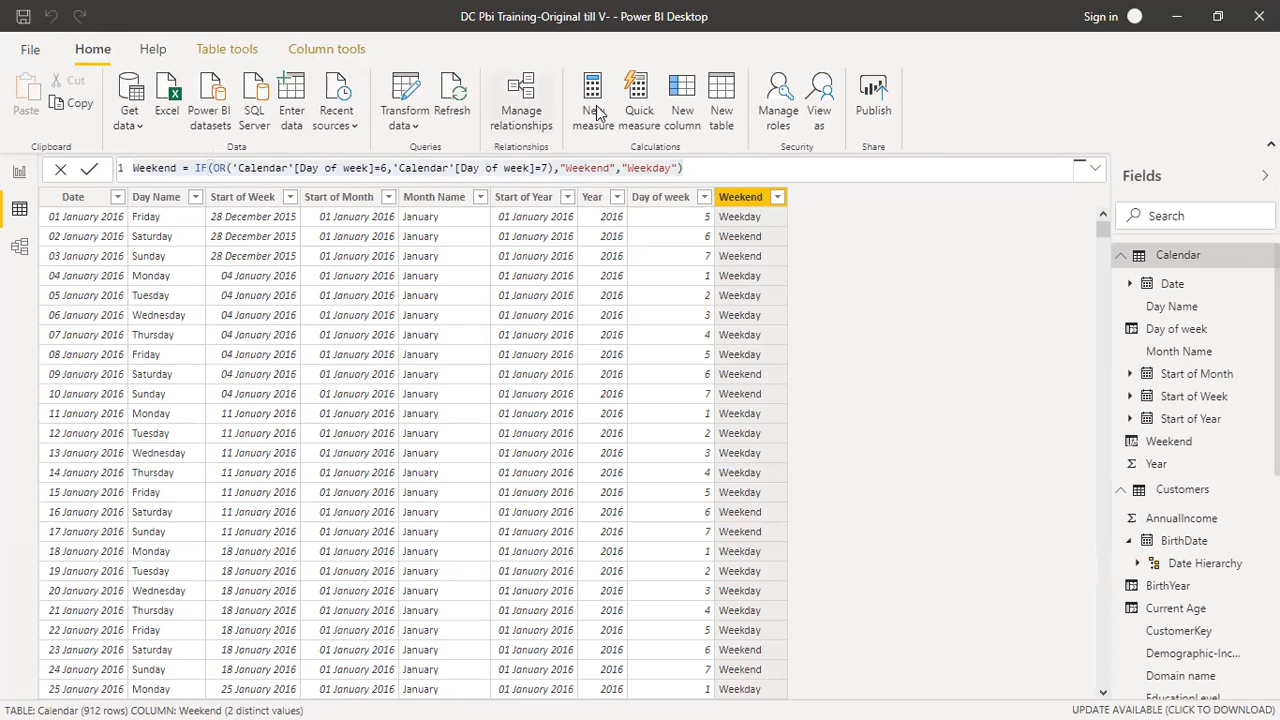 DC Pbi Training-Original till V- - Power BI Desktop
Sign in
File Home Help Table tools Column tools
Paste
Cut
Copy
Get data
Excel
Power BI datasets
SQL Server
Enter data
Recent sources
Transform data
Refresh
Manage relationships
New measure
Quick measure
New column
New table
Manage roles
View as
Publish
Data
Queries
Relationships
Calculations
Security
Share
1 Weekend = IF(OR('Calendar'[Day of week]=6,'Calendar'[Day of week]=7),"Weekend","Weekday")
Date Day Name Start of Week Start of Month Month Name Start of Year Year Day of week Weekend
01 January 2016 Friday 28 December 2015 01 January 2016 January 01 January 2016 2016 5 Weekday
02 January 2016 Saturday 28 December 2015 01 January 2016 January 01 January 2016 2016 6 Weekend
03 January 2016 Sunday 28 December 2015 01 January 2016 January 01 January 2016 2016 7 Weekend
04 January 2016 Monday 04 January 2016 01 January 2016 January 01 January 2016 2016 1 Weekday
05 January 2016 Tuesday 04 January 2016 01 January 2016 January 01 January 2016 2016 2 Weekday
06 January 2016 Wednesday 04 January 2016 01 January 2016 January 01 January 2016 2016 3 Weekday
07 January 2016 Thursday 04 January 2016 01 January 2016 January 01 January 2016 2016 4 Weekday
08 January 2016 Friday 04 January 2016 01 January 2016 January 01 January 2016 2016 5 Weekday
09 January 2016 Saturday 04 January 2016 01 January 2016 January 01 January 2016 2016 6 Weekend
10 January 2016 Sunday 04 January 2016 01 January 2016 January 01 January 2016 2016 7 Weekend
11 January 2016 Monday 11 January 2016 01 January 2016 January 01 January 2016 2016 1 Weekday
12 January 2016 Tuesday 11 January 2016 01 January 2016 January 01 January 2016 2016 2 Weekday
13 January 2016 Wednesday 11 January 2016 01 January 2016 January 01 January 2016 2016 3 Weekday
14 January 2016 Thursday 11 January 2016 01 January 2016 January 01 January 2016 2016 4 Weekday
15 January 2016 Friday 11 January 2016 01 January 2016 January 01 January 2016 2016 5 Weekday
16 January 2016 Saturday 11 January 2016 01 January 2016 January 01 January 2016 2016 6 Weekend
17 January 2016 Sunday 11 January 2016 01 January 2016 January 01 January 2016 2016 7 Weekend
18 January 2016 Monday 18 January 2016 01 January 2016 January 01 January 2016 2016 1 Weekday
19 January 2016 Tuesday 18 January 2016 01 January 2016 January 01 January 2016 2016 2 Weekday
20 January 2016 Wednesday 18 January 2016 01 January 2016 January 01 January 2016 2016 3 Weekday
21 January 2016 Thursday 18 January 2016 01 January 2016 January 01 January 2016 2016 4 Weekday
22 January 2016 Friday 18 January 2016 01 January 2016 January 01 January 2016 2016 5 Weekday
23 January 2016 Saturday 18 January 2016 01 January 2016 January 01 January 2016 2016 6 Weekend
24 January 2016 Sunday 18 January 2016 01 January 2016 January 01 January 2016 2016 7 Weekend
25 January 2016 Monday 25 January 2016 01 January 2016 January 01 January 2016 2016 1 Weekday
Fields
Search
Calendar
Date
Day Name
Day of week
Month Name
Start of Month
Start of Week
Start of Year
Weekend
Year
Customers
AnnualIncome
BirthDate
Date Hierarchy
BirthYear
Current Age
CustomerKey
Demographic-Inc...
Domain name
EducationLevel
TABLE: Calendar (912 rows) COLUMN: Weekend (2 distinct values)
UPDATE AVAILABLE (CLICK TO DOWNLOAD)